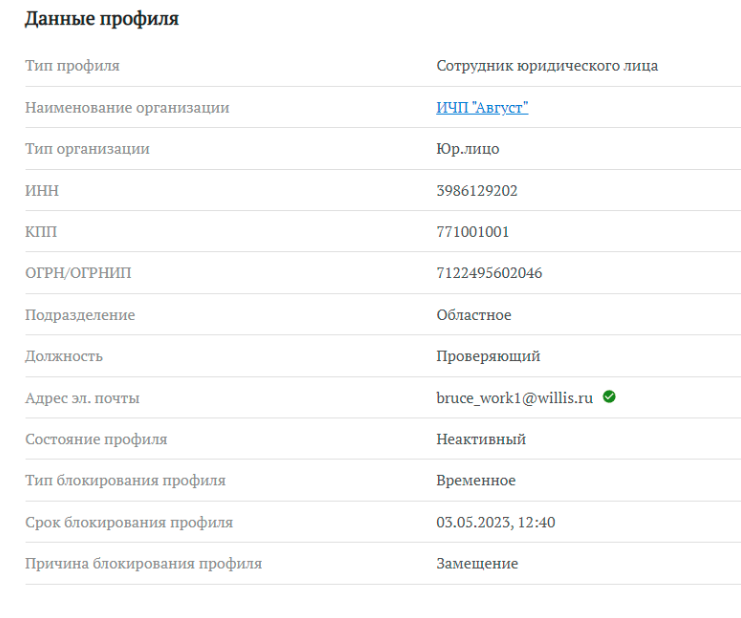 Данные профиля
Тип профиля Сотрудник юридического лица
Наименование организации ИЧП "Август"
Тип организации Юр.лицо
ИНН 3986129202
КПП 771001001
ОГРН/ОГРНИП 7122495602046
Подразделение Областное
Должность Проверяющий
Адрес эл. почты bruce_work1@willis.ru
Состояние профиля Неактивный
Тип блокирования профиля Временное
Срок блокирования профиля 03.05.2023, 12:40
Причина блокирования профиля Замещение